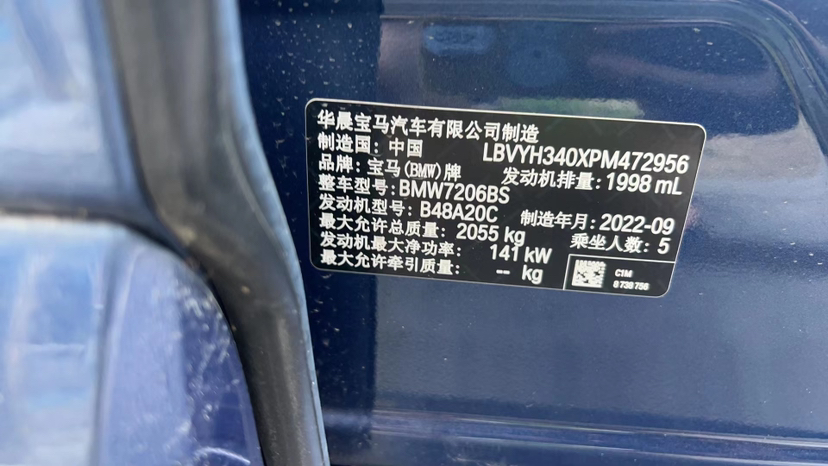 华晨宝马汽车有限公司制造
制造国: 中国 LBVYH340XPM472956
品牌: 宝马(BMW)牌 发动机排量: 1998 mL
整车型号: BMW7206BS
发动机型号: B48A20C 制造年月: 2022-09
最大允许总质量: 2055 kg 乘坐人数: 5
发动机最大净功率: 141 kW
最大允许牵引质量: -- kg
C1M
8 736 756